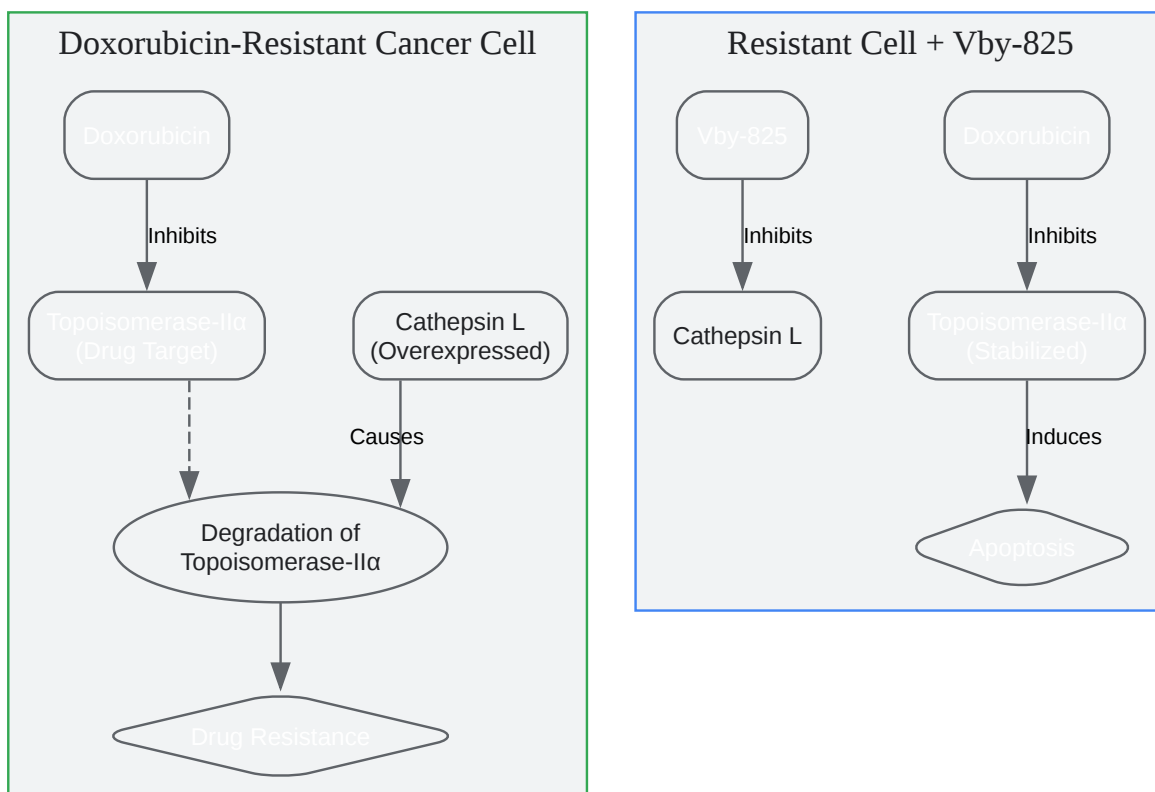 Doxorubicin-Resistant Cancer Cell
Doxorubicin
Inhibits
Topoisomerase-IIα
(Drug Target)
Cathepsin L
(Overexpressed)
Causes
Degradation of
Topoisomerase-IIα
Drug Resistance
Resistant Cell + Vby-825
Vby-825
Doxorubicin
Inhibits
Inhibits
Cathepsin L
Topoisomerase-IIα
(Stabilized)
Induces
Apoptosis